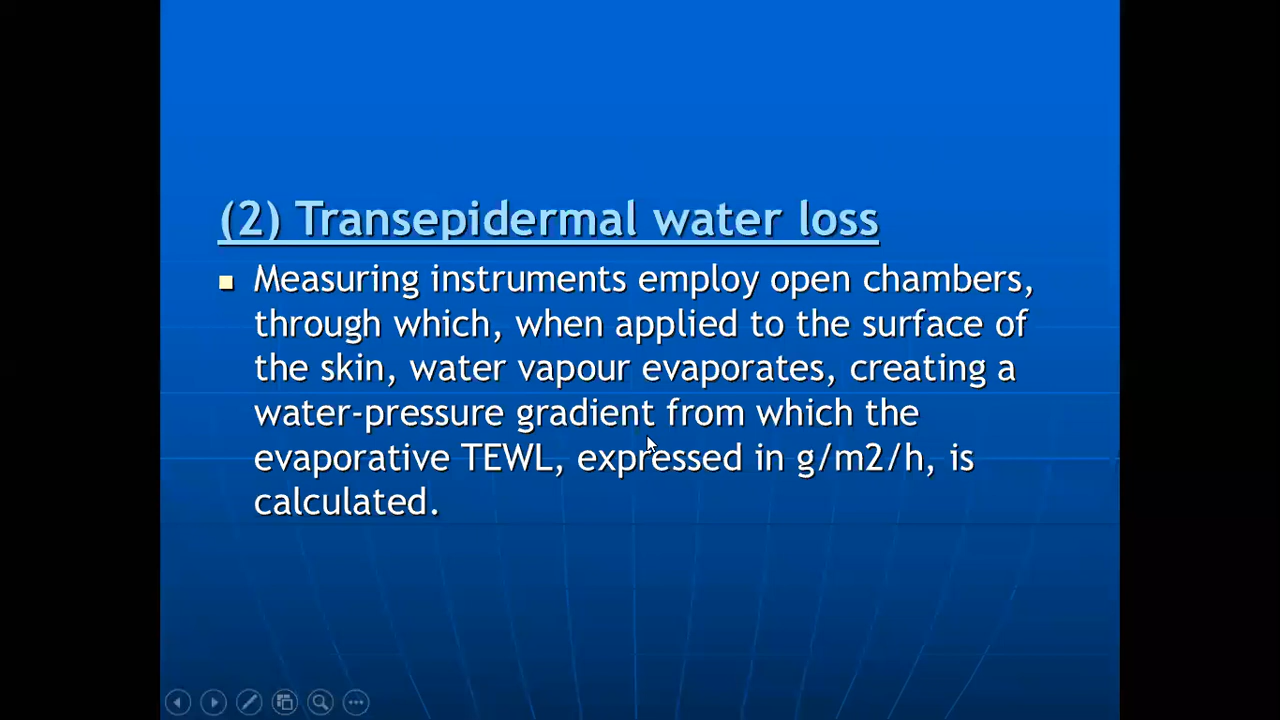 (2) Transepidermal water loss
Measuring instruments employ open chambers,
through which, when applied to the surface of
the skin, water vapour evaporates, creating a
water-pressure gradient from which the
evaporative TEWL, expressed in g/m2/h, is
calculated.